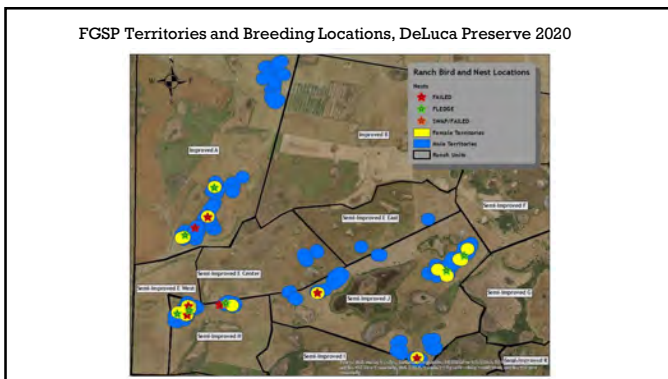 FGSP Territories and Breeding Locations, DeLuca Preserve 2020
Ranch Bird and Nest Locations
Nests
FAILED
FLEDGE
SWAP/FAILED
Female Territories
Male Territories
Ranch Units
N
Improved A
Improved B
Semi-Improved E East
Semi-Improved F
Semi-Improved E Center
Semi-Improved E West
Semi-Improved J
Semi-Improved G
Semi-Improved H
Semi-Improved I